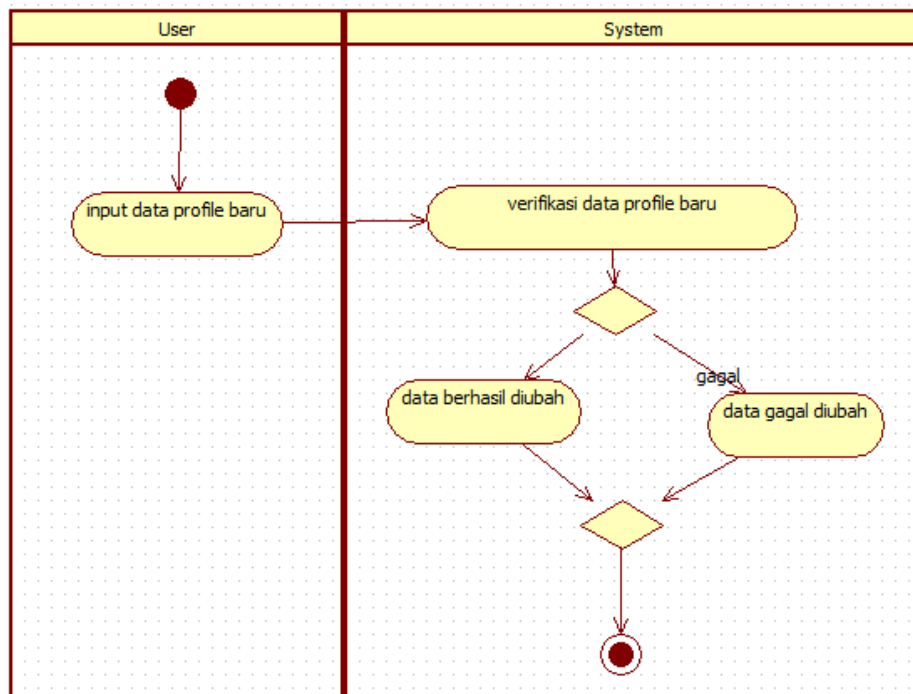 User
System
input data profile baru
verifikasi data profile baru
gagal
data berhasil diubah
data gagal diubah